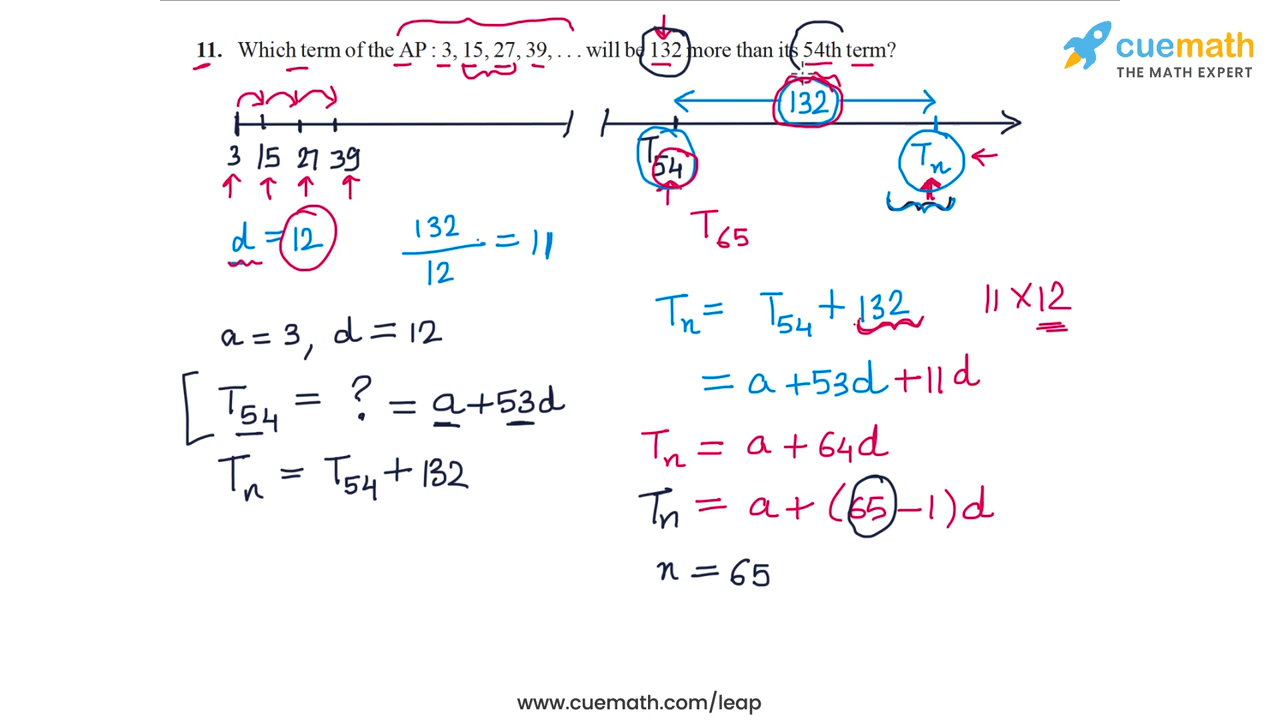 11. Which term of the AP : 3, 15, 27, 39, . . . will be 132 more than its 54th term?
cuemath
THE MATH EXPERT
132
3 15 27 39
T54
Tn
T65
d = 12
132/12 = 11
Tn = T54 + 132
11 × 12
a = 3, d = 12
= a + 53d + 11d
[ T54 = ? = a + 53d
Tn = a + 64d
Tn = T54 + 132
Tn = a + (65 – 1)d
n = 65
www.cuemath.com/leap